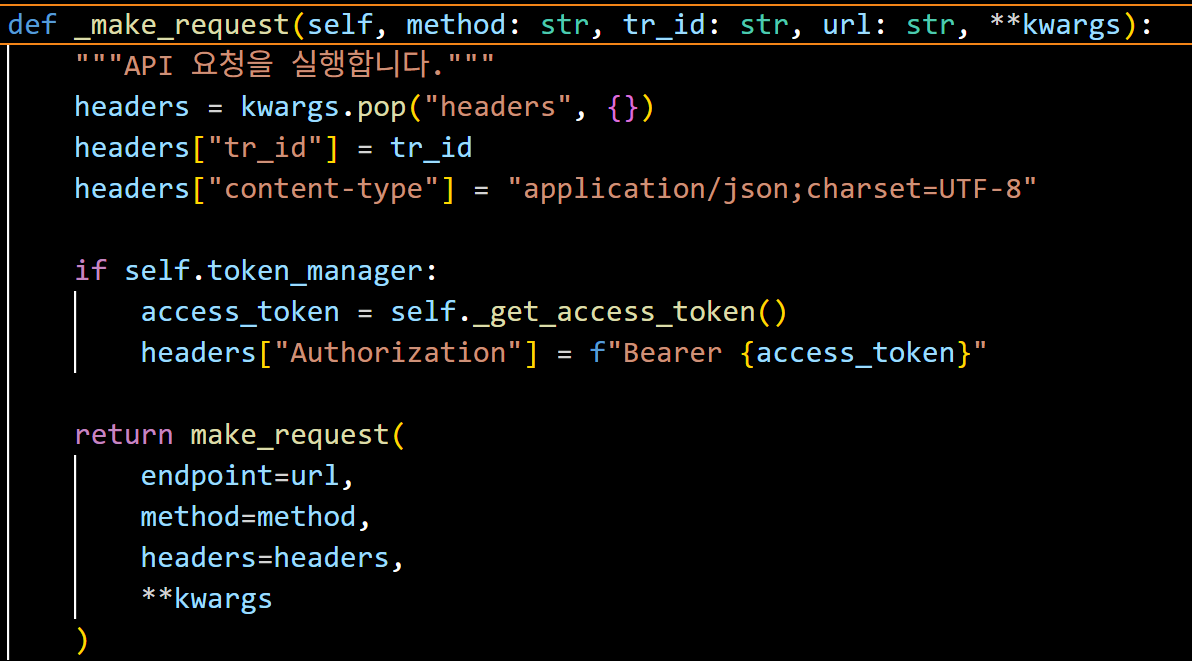 def _make_request(self, method: str, tr_id: str, url: str, **kwargs):
    """API 요청을 실행합니다."""
    headers = kwargs.pop("headers", {})
    headers["tr_id"] = tr_id
    headers["content-type"] = "application/json;charset=UTF-8"
    if self.token_manager:
        access_token = self._get_access_token()
        headers["Authorization"] = f"Bearer {access_token}"
    return make_request(
        endpoint=url,
        method=method,
        headers=headers,
        **kwargs
    )